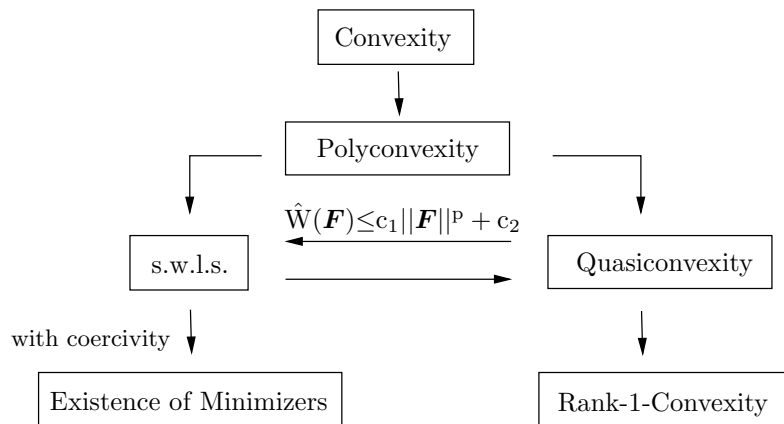 Convexity
Polyconvexity
Ŵ(F)≤c₁||F||ᵖ + c₂
s.w.l.s.
Quasiconvexity
with coercivity
Existence of Minimizers
Rank-1-Convexity